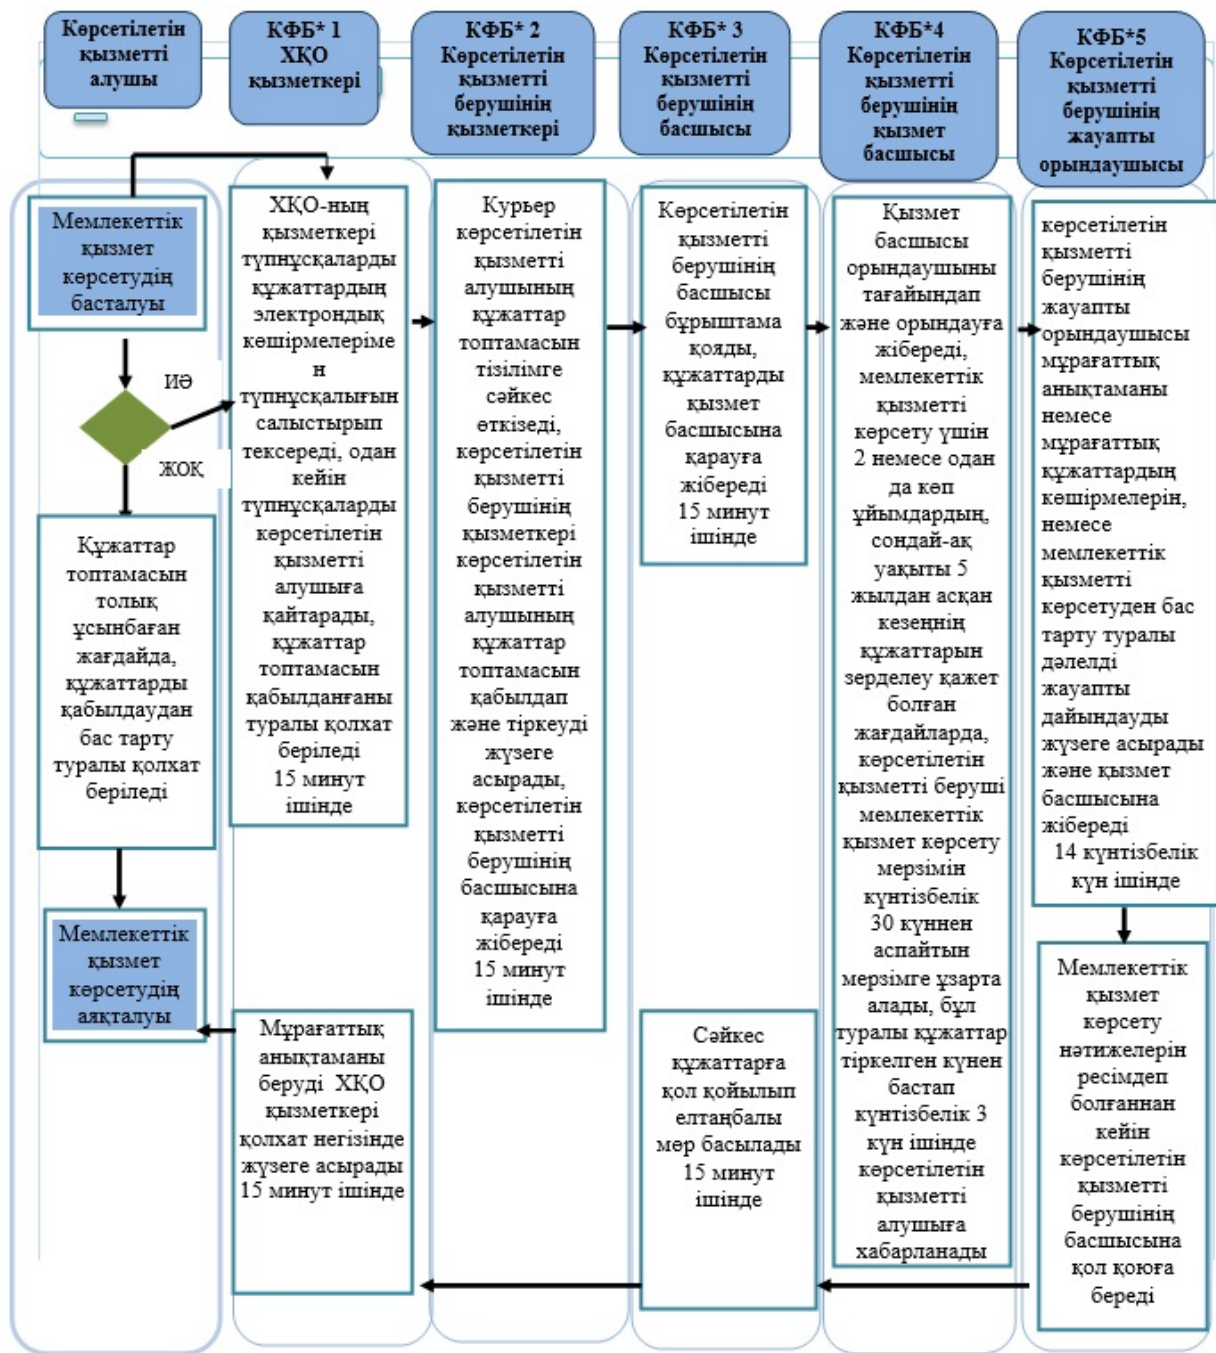 Көрсетілетін
қызметті
алушы
КФБ* 1
ХҚО
қызметкері
КФБ* 2
Көрсетілетін
қызметті
берушінің
қызметкері
КФБ* 3
Көрсетілетін
қызметті
берушінің
басшысы
КФБ*4
Көрсетілетін
қызметті
берушінің
қызмет
басшысы
КФБ*5
Көрсетілетін
қызметті
берушінің
жауапты
орындаушысы
Мемлекеттік
қызмет
көрсетудің
басталуы
ИӘ
ЖОҚ
Құжаттар
топтамасын
толық
ұсынбаған
жағдайда,
құжаттарды
қабылдаудан
бас тарту
туралы қолхат
беріледі
Мемлекеттік
қызмет
көрсетудің
аяқталуы
ХҚО-ның
қызметкері
түпнұсқаларды
құжаттардың
электрондық
көшірмелеріме
н
түпнұсқалығын
салыстырып
тексереді, одан
кейін
түпнұсқаларды
көрсетілетін
қызметті
алушыға
қайтарады,
құжаттар
топтамасын
қабылданғаны
туралы қолхат
беріледі
15 минут
ішінде
Мұрағаттық
анықтаманы
беруді ХҚО
қызметкері
қолхат негізінде
жүзеге асырады
15 минут ішінде
Курьер
көрсетілетін
қызметті
алушының
құжаттар
топтамасын
тізілімге
сәйкес
өткізеді,
көрсетілетін
қызметті
берушінің
қызметкері
көрсетілетін
қызметті
алушының
құжаттар
топтамасын
қабылдап
және тіркеуді
жүзеге
асырады,
көрсетілетін
қызметті
берушінің
басшысына
қарауға
жібереді
15 минут
ішінде
Көрсетілетін
қызметті
берушінің
басшысы
бұрыштама
қояды,
құжаттарды
қызмет
басшысына
қарауға
жібереді
15 минут
ішінде
Сәйкес
құжаттарға
қол қойылып
елтаңбалы
мөр басылады
15 минут
ішінде
Қызмет
басшысы
орындаушыны
тағайындап
және орындауға
жібереді,
мемлекеттік
қызметті
көрсету үшін
2 немесе одан
да көп
ұйымдардың,
сондай-ақ
уақыты 5
жылдан асқан
кезеңнің
құжаттарын
зерделеу қажет
болған
жағдайларда,
көрсетілетін
қызметті беруші
мемлекеттік
қызмет көрсету
мерзімін
күнтізбелік
30 күннен
аспайтын
мерзімге ұзарта
алады, бұл
туралы құжаттар
тіркелген күнен
бастап
күнтізбелік 3
күн ішінде
көрсетілетін
қызметті
алушыға
хабарланады
көрсетілетін
қызметті
берушінің
жауапты
орындаушысы
мұрағаттық
анықтаманы
немесе
мұрағаттық
құжаттардың
көшірмелерін,
немесе
мемлекеттік
қызметті
көрсетуден бас
тарту туралы
дәлелді
жауапты
дайындауды
жүзеге асырады
және қызмет
басшысына
жібереді
14 күнтізбелік
күн ішінде
Мемлекеттік
қызмет
көрсету
нәтижелерін
ресімдеп
болғаннан
кейін
көрсетілетін
қызметті
берушінің
басшысына
қол қоюға
береді